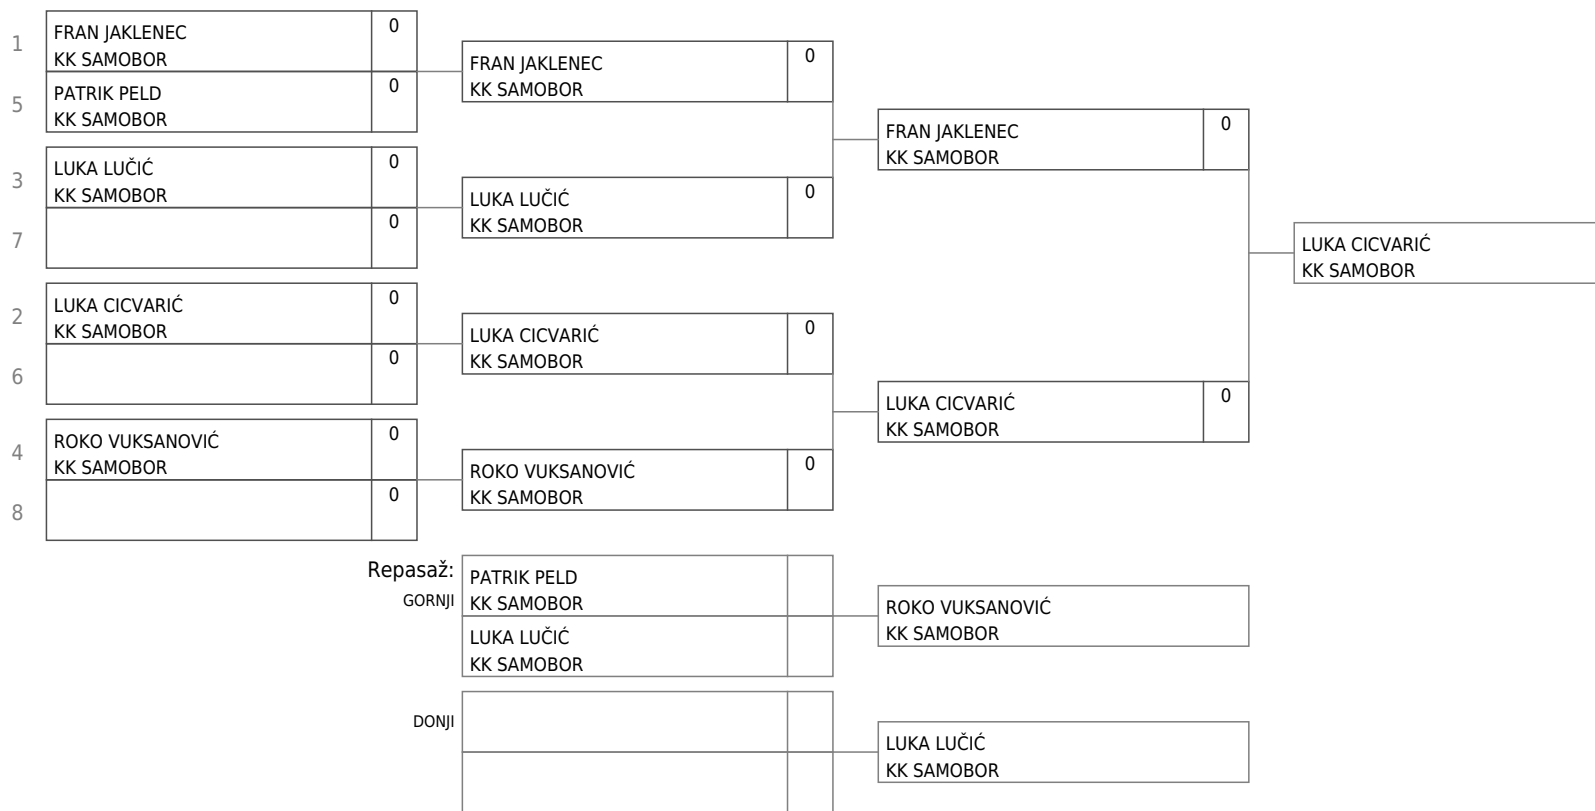 1
FRAN JAKLENEC
KK SAMOBOR
0
5
PATRIK PELD
KK SAMOBOR
0
3
LUKA LUČIĆ
KK SAMOBOR
0
7
0
2
LUKA CICVARIĆ
KK SAMOBOR
0
6
0
4
ROKO VUKSANOVIĆ
KK SAMOBOR
0
8
0
FRAN JAKLENEC
KK SAMOBOR
0
LUKA LUČIĆ
KK SAMOBOR
0
LUKA CICVARIĆ
KK SAMOBOR
0
ROKO VUKSANOVIĆ
KK SAMOBOR
0
FRAN JAKLENEC
KK SAMOBOR
0
LUKA CICVARIĆ
KK SAMOBOR
0
LUKA CICVARIĆ
KK SAMOBOR
Repasaž:
GORNJI
PATRIK PELD
KK SAMOBOR
LUKA LUČIĆ
KK SAMOBOR
ROKO VUKSANOVIĆ
KK SAMOBOR
DONJI
LUKA LUČIĆ
KK SAMOBOR